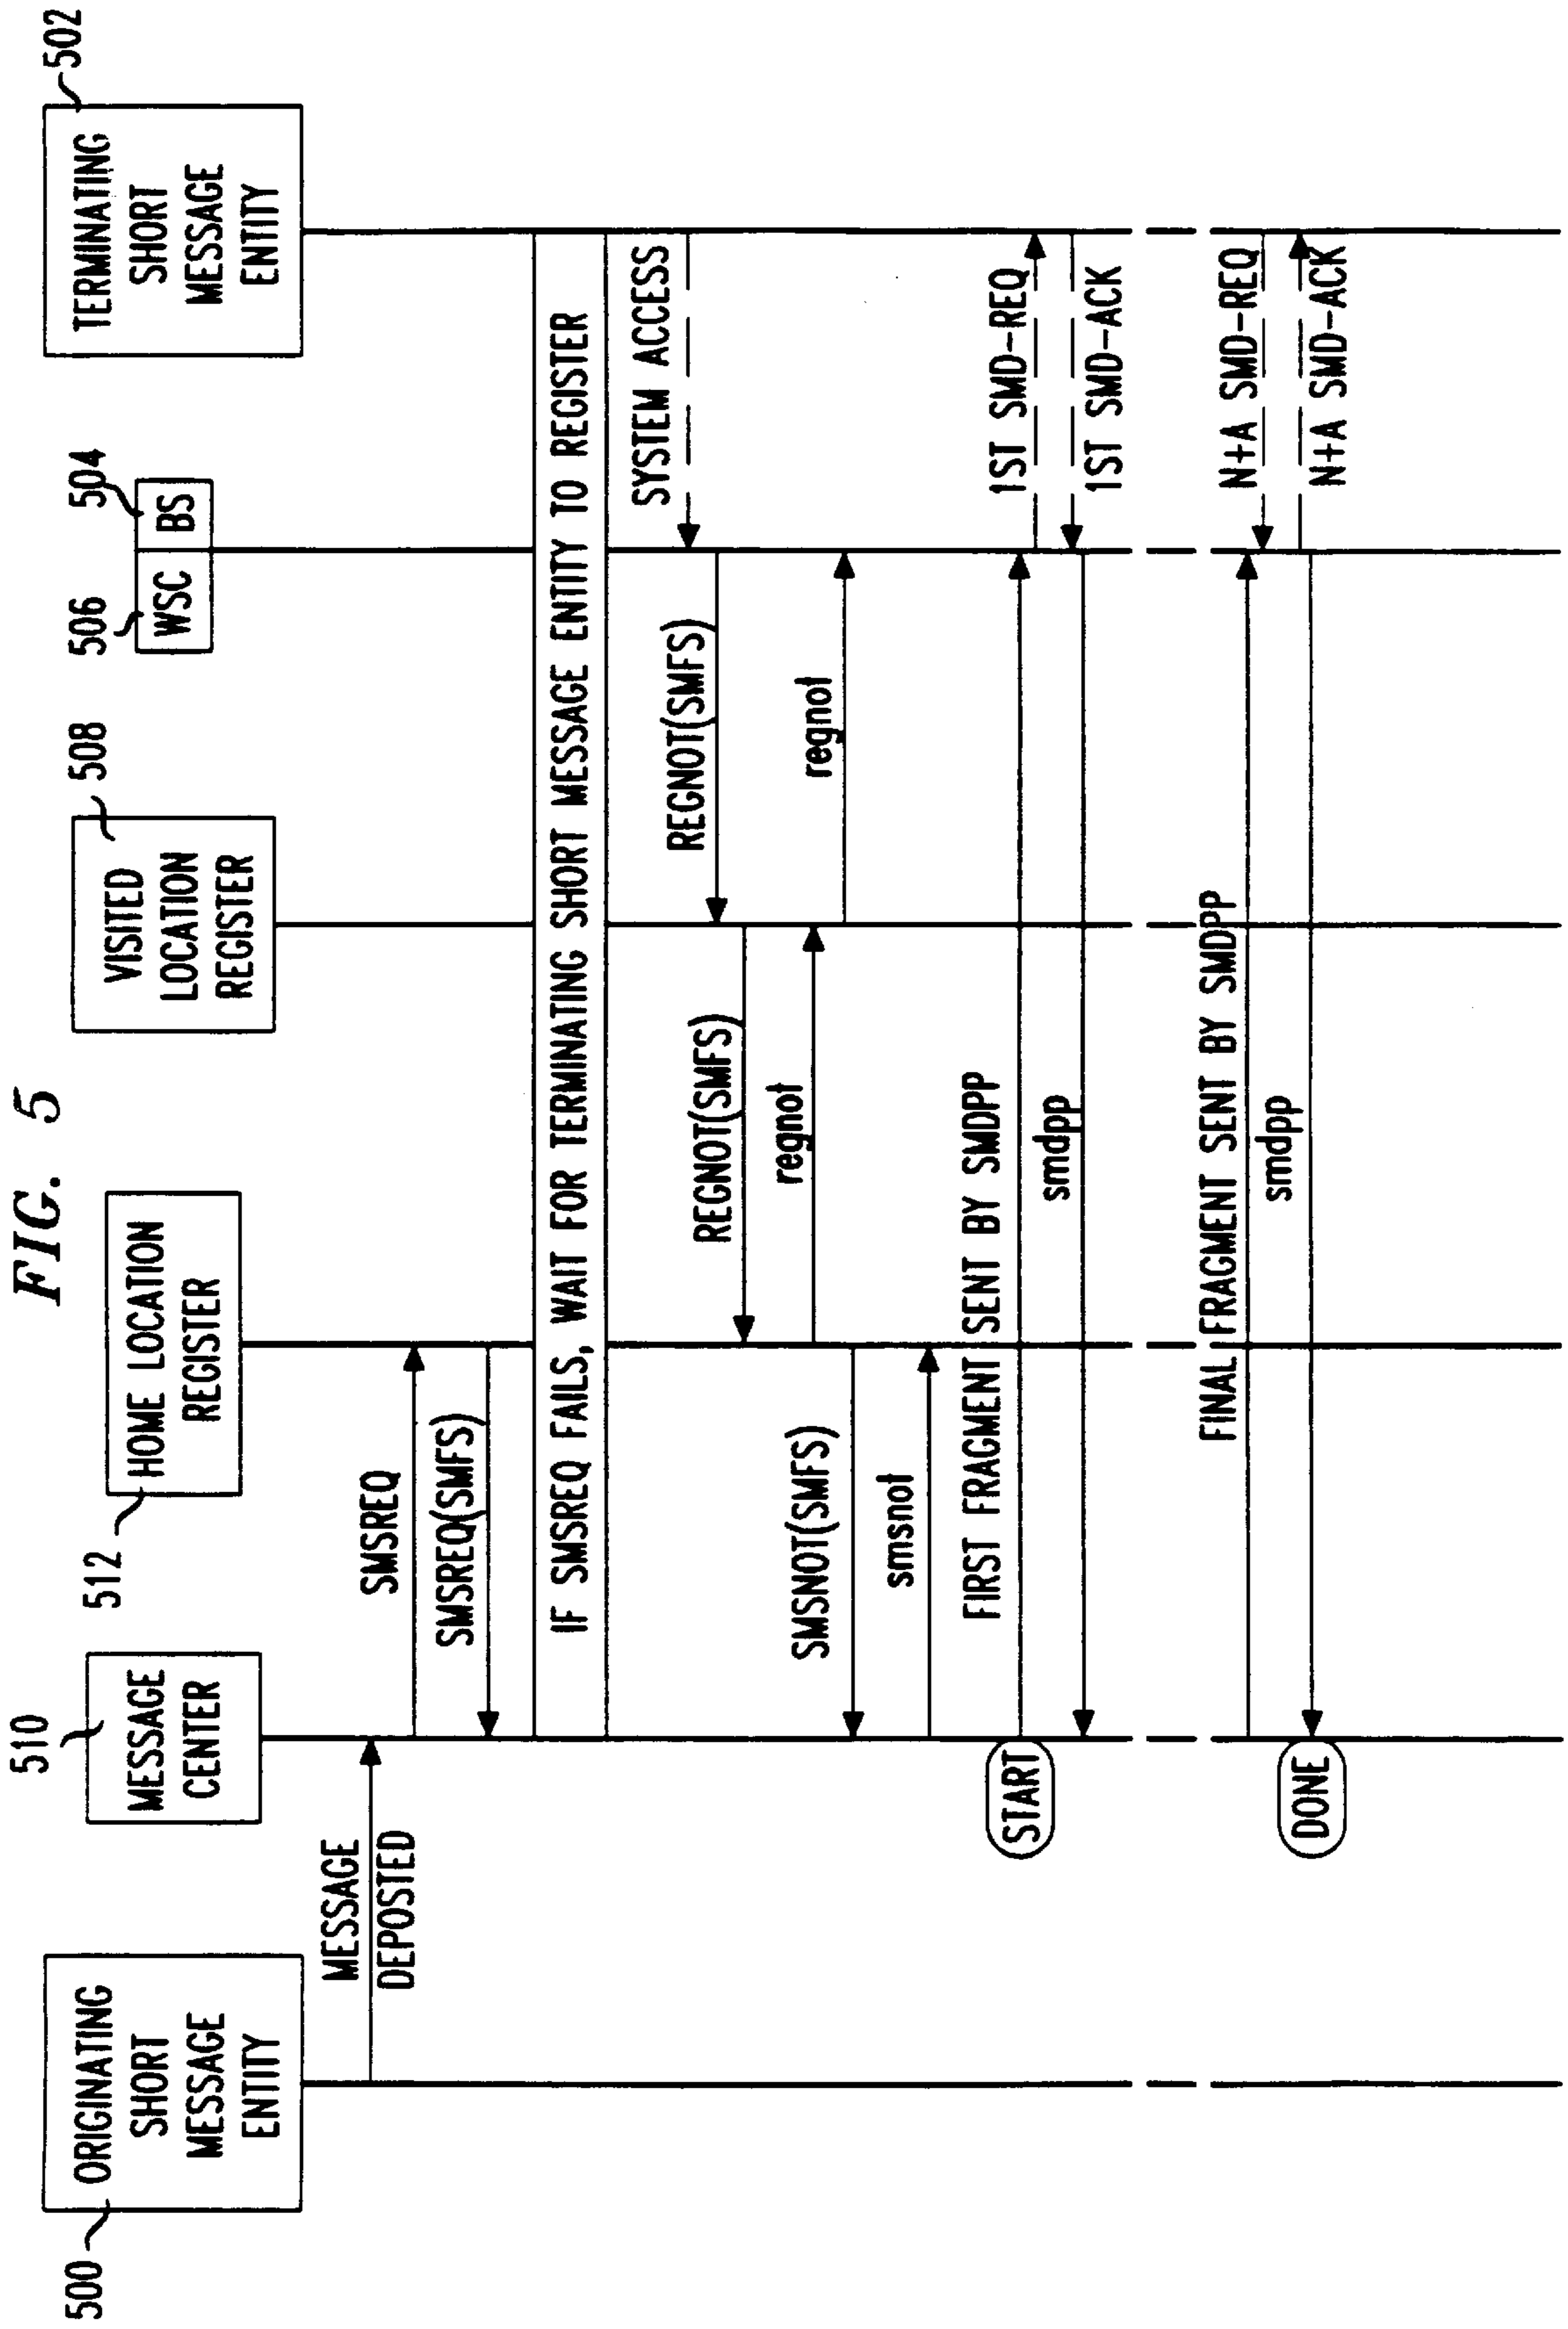 FIG. 5
500
ORIGINATING
SHORT
MESSAGE
ENTITY
510
MESSAGE
CENTER
512
HOME LOCATION
REGISTER
508
VISITED
LOCATION
REGISTER
506
504
WSC
BS
502
TERMINATING
SHORT
MESSAGE
ENTITY
MESSAGE
DEPOSTED
SMSREQ
SMSREQ(SMFS)
IF SMSREQ FAILS, WAIT FOR TERMINATING SHORT MESSAGE ENTITY TO REGISTER
SYSTEM ACCESS
REGNOT(SMFS)
REGNOT(SMFS)
regnot
regnot
SMSNOT(SMFS)
smsnot
FIRST FRAGMENT SENT BY SMDPP
1ST SMD-REQ
START
smdpp
1ST SMD-ACK
FINAL FRAGMENT SENT BY SMDPP
N+A SMD-REQ
smdpp
DONE
N+A SMD-ACK